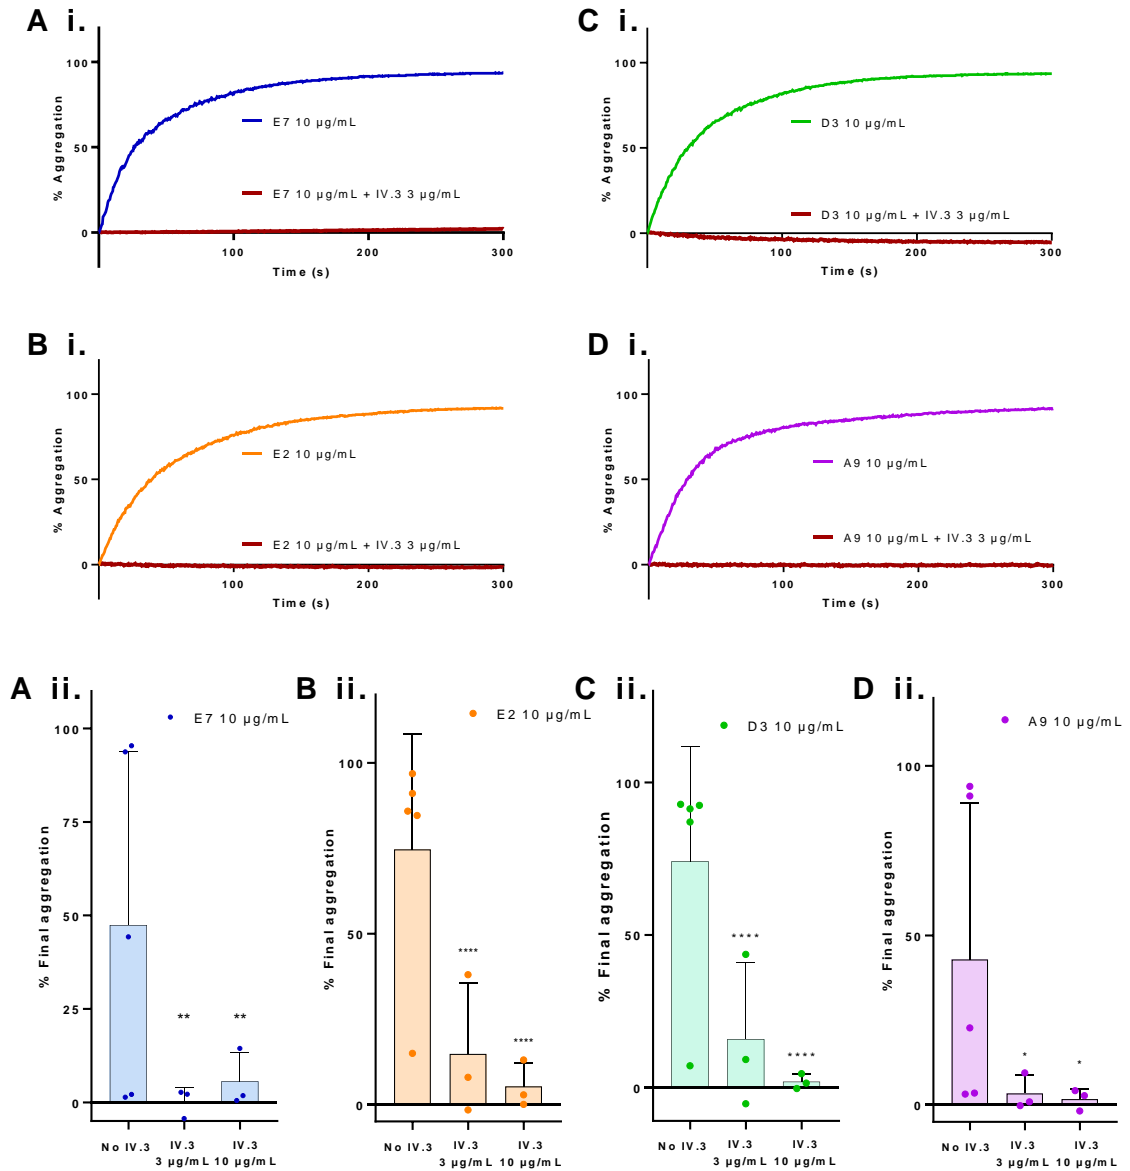 A i.
% Aggregation
100
50
0
E7 10 µg/mL
E7 10 µg/mL + IV.3 3 µg/mL
100
200
300
Time (s)
C i.
% Aggregation
100
50
0
D3 10 µg/mL
D3 10 µg/mL + IV.3 3 µg/mL
100
200
300
Time (s)
B i.
% Aggregation
100
50
0
E2 10 µg/mL
E2 10 µg/mL + IV.3 3 µg/mL
100
200
300
Time (s)
D i.
% Aggregation
100
50
0
A9 10 µg/mL
A9 10 µg/mL + IV.3 3 µg/mL
100
200
300
Time (s)
A ii.
E7 10 µg/mL
% Final aggregation
100
75
50
25
0
**
**
No IV.3
IV.3
3 µg/mL
IV.3
10 µg/mL
B ii.
E2 10 µg/mL
% Final aggregation
100
50
0
****
****
No IV.3
IV.3
3 µg/mL
IV.3
10 µg/mL
C ii.
D3 10 µg/mL
% Final aggregation
100
50
0
****
****
No IV.3
IV.3
3 µg/mL
IV.3
10 µg/mL
D ii.
A9 10 µg/mL
% Final aggregation
100
50
0
*
*
No IV.3
IV.3
3 µg/mL
IV.3
10 µg/mL